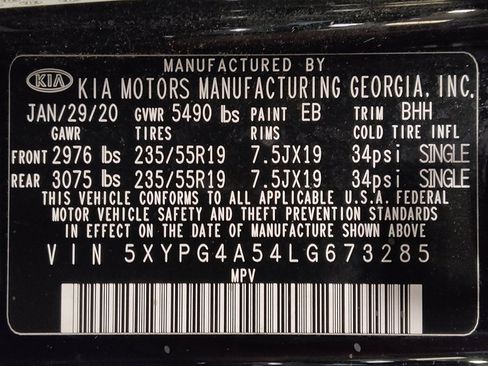 MANUFACTURED BY
KIA KIA MOTORS MANUFACTURING GEORGIA, INC.
JAN/29/20 GVWR 5490 lbs PAINT EB TRIM BHH
GAWR TIRES RIMS COLD TIRE INFL
FRONT 2976 lbs 235/55R19 7.5JX19 34psi SINGLE
REAR 3075 lbs 235/55R19 7.5JX19 34psi SINGLE
THIS VEHICLE CONFORMS TO ALL APPLICABLE U.S.A. FEDERAL
MOTOR VEHICLE SAFETY AND THEFT PREVENTION STANDARDS
IN EFFECT ON THE DATE OF MANUFACTURE SHOWN ABOVE
VIN 5XYPG4A54LG673285
MPV